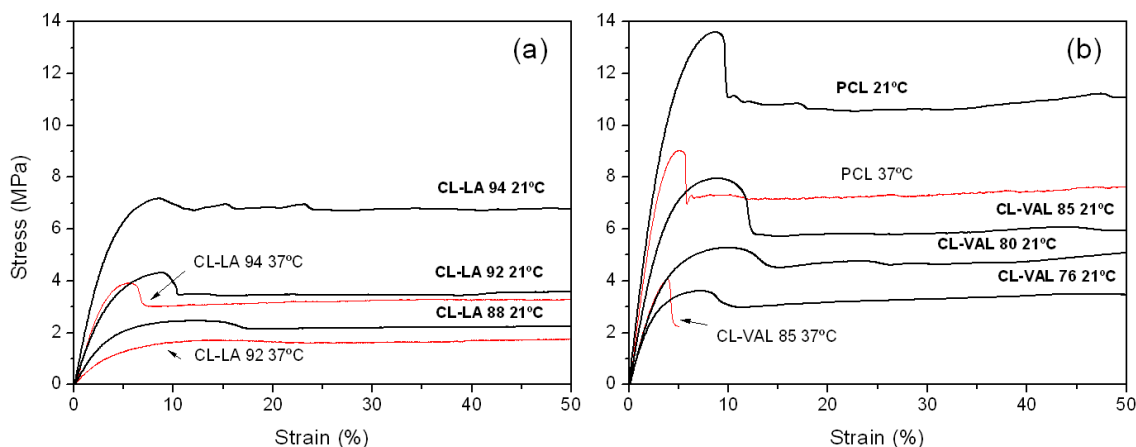 14
12
10
8
6
4
2
0
Stress (MPa)
(a)
CL-LA 94 21ºC
CL-LA 94 37ºC
CL-LA 92 21ºC
CL-LA 88 21ºC
CL-LA 92 37ºC
0 10 20 30 40 50
Strain (%)
14
12
10
8
6
4
2
0
(b)
PCL 21ºC
PCL 37ºC
CL-VAL 85 21ºC
CL-VAL 80 21ºC
CL-VAL 76 21ºC
CL-VAL 85 37ºC
0 10 20 30 40 50
Strain (%)